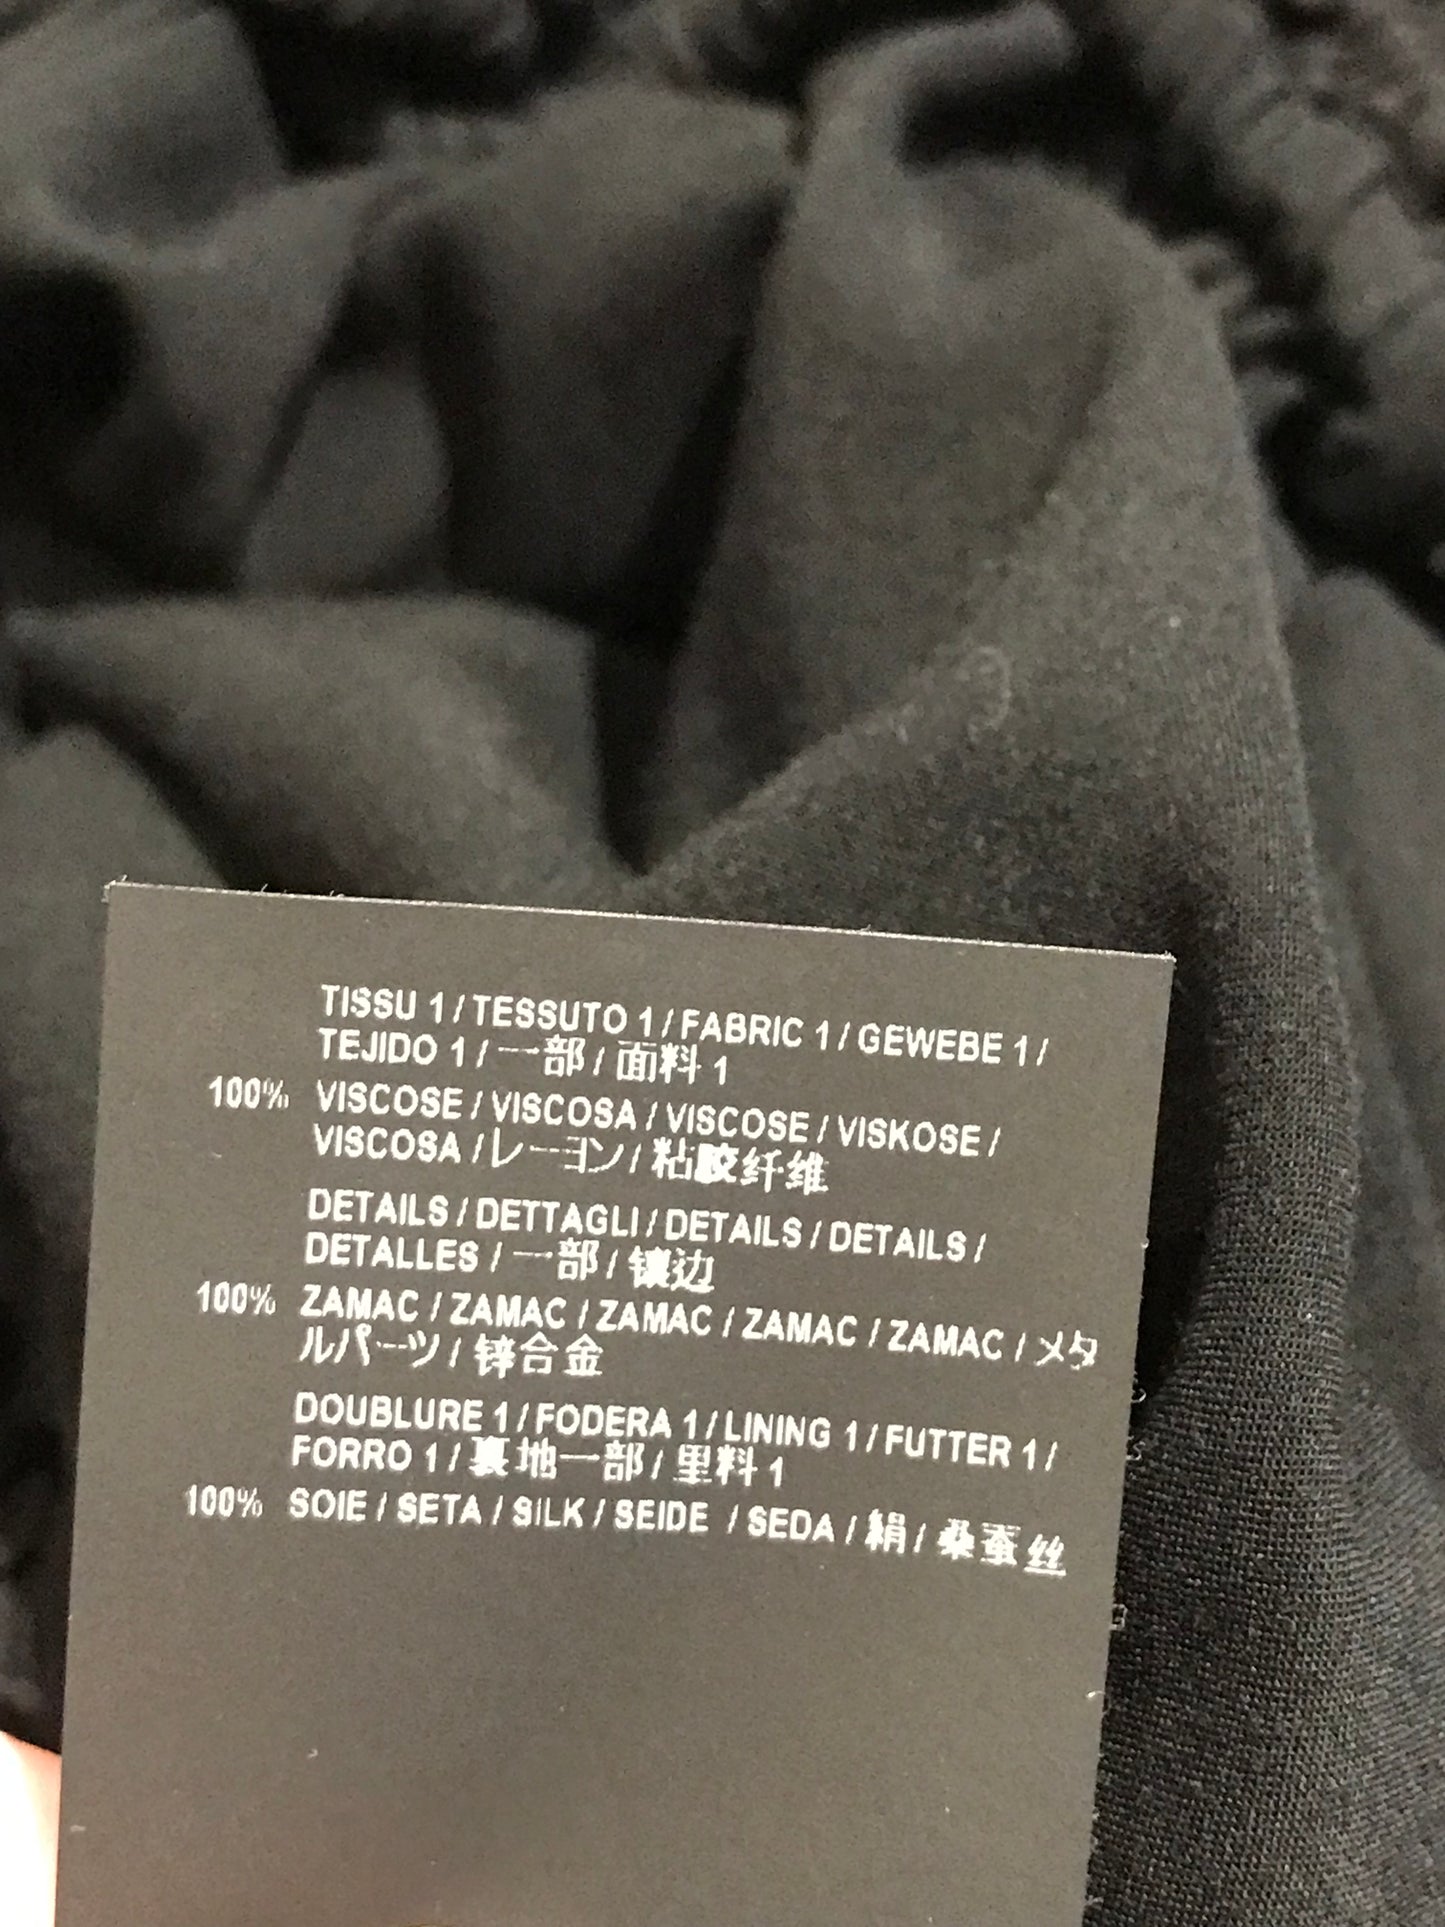 TISSU 1 / TESSUTO 1 / FABRIC 1 / GEWEBE 1 /
TEJIDO 1 / 一部 / 面料 1
100% VISCOSE / VISCOSA / VISCOSE / VISKOSE /
VISCOSA / レーヨン / 粘胶纤维
DETAILS / DETTAGLI / DETAILS / DETAILS /
DETALLES / 一部 / 镶边
100% ZAMAC / ZAMAC / ZAMAC / ZAMAC / ZAMAC / メタ
ルパーツ / 锌合金
DOUBLURE 1 / FODERA 1 / LINING 1 / FUTTER 1 /
FORRO 1 / 裏地一部 / 里料 1
100% SOIE / SETA / SILK / SEIDE / SEDA / 絹 / 桑蚕丝